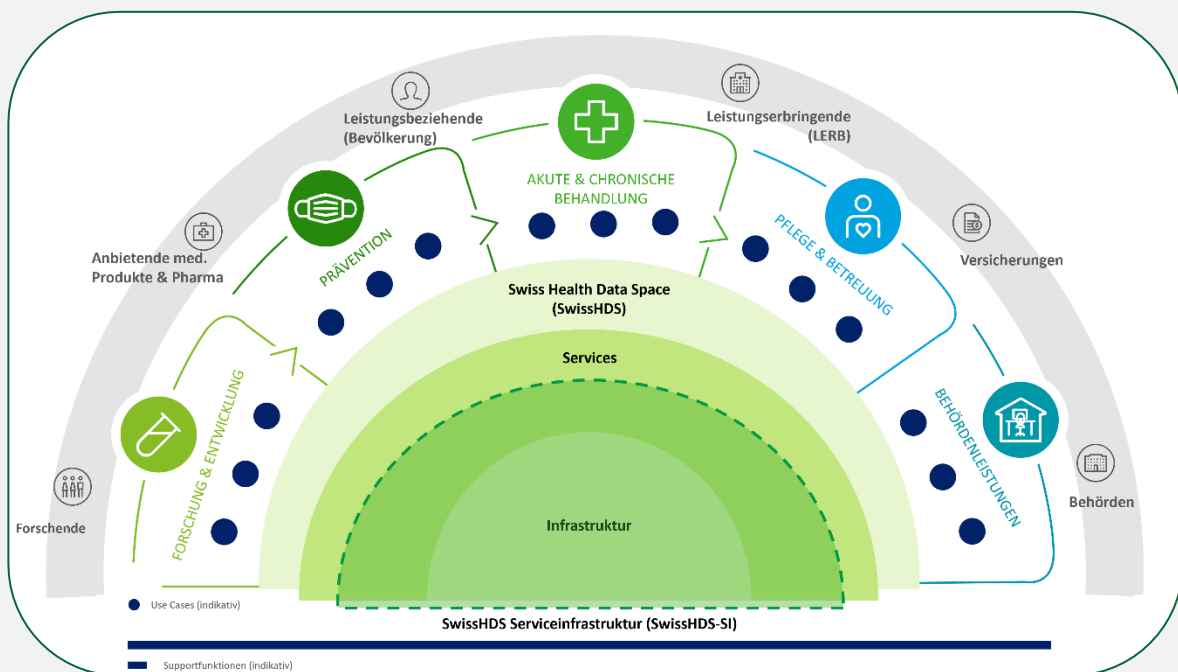 Leistungsbeziehende
(Bevölkerung)
Leistungserbringende
(LERB)
AKUTE & CHRONISCHE
BEHANDLUNG
Anbietende med.
Produkte & Pharma
PRÄVENTION
PFLEGE & BETREUUNG
Versicherungen
Swiss Health Data Space
(SwissHDS)
Services
FORSCHUNG & ENTWICKLUNG
BEHÖRDENLEISTUNGEN
Forschende
Infrastruktur
Behörden
Use Cases (indikativ)
SwissHDS Serviceinfrastruktur (SwissHDS-SI)
Supportfunktionen (indikativ)